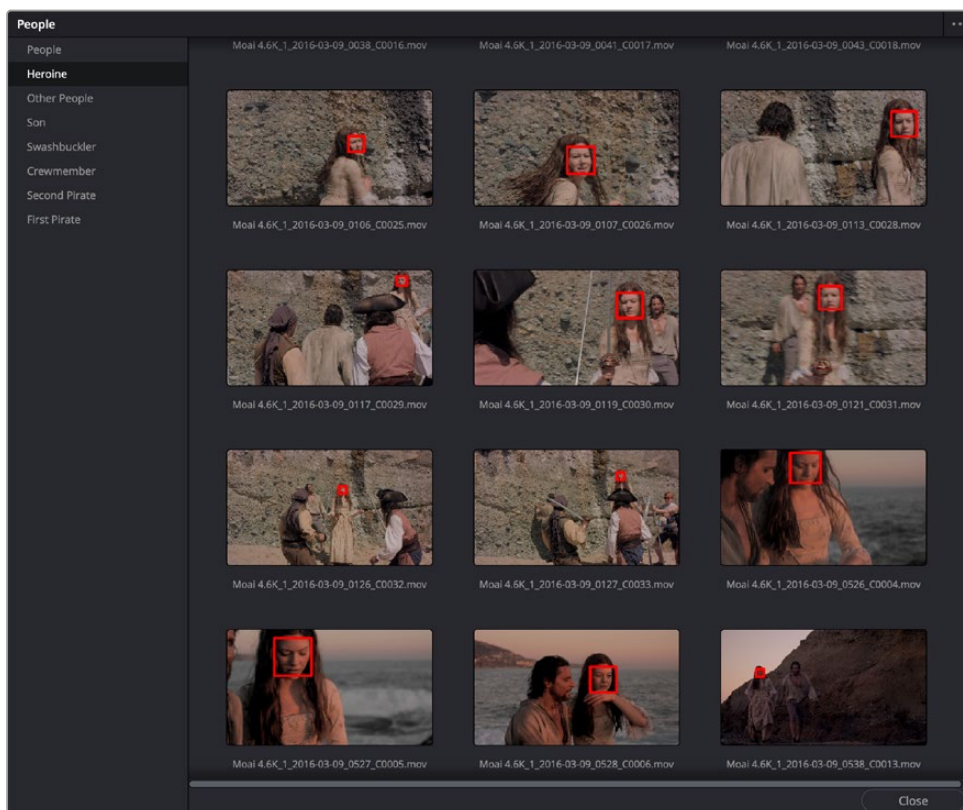 People
People
Heroine
Other People
Son
Swashbuckler
Crewmember
Second Pirate
First Pirate
Moai 4.6K_1_2016-03-09_0038_C0016.mov
Moai 4.6K_1_2016-03-09_0041_C0017.mov
Moai 4.6K_1_2016-03-09_0043_C0018.mov
Moai 4.6K_1_2016-03-09_0106_C0025.mov
Moai 4.6K_1_2016-03-09_0107_C0026.mov
Moai 4.6K_1_2016-03-09_0113_C0028.mov
Moai 4.6K_1_2016-03-09_0117_C0029.mov
Moai 4.6K_1_2016-03-09_0119_C0030.mov
Moai 4.6K_1_2016-03-09_0121_C0031.mov
Moai 4.6K_1_2016-03-09_0126_C0032.mov
Moai 4.6K_1_2016-03-09_0127_C0033.mov
Moai 4.6K_1_2016-03-09_0526_C0004.mov
Moai 4.6K_1_2016-03-09_0527_C0005.mov
Moai 4.6K_1_2016-03-09_0528_C0006.mov
Moai 4.6K_1_2016-03-09_0538_C0013.mov
Close